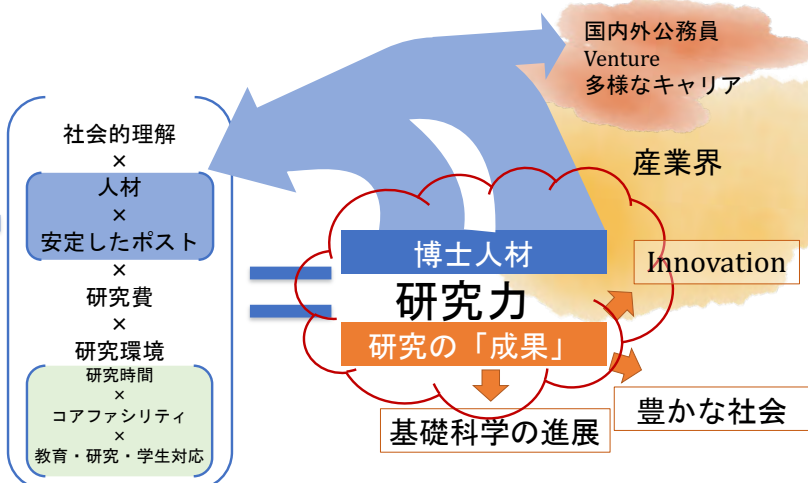 国内外公務員
Venture
多様なキャリア
産業界
社会的理解
×
人材
×
安定したポスト
×
研究費
×
研究環境
研究時間
×
コアファシリティ
×
教育・研究・学生対応
=
博士人材
研究力
研究の「成果」
Innovation
豊かな社会
基礎科学の進展